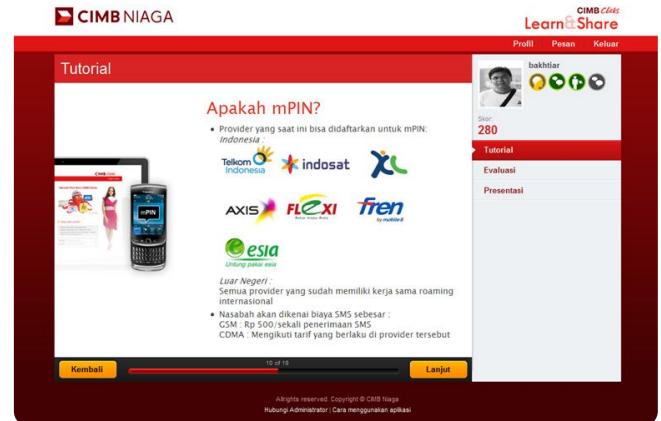 CIMB NIAGA
CIMB Clicks
Learn&Share
Profil Pesan Keluar
Tutorial
bakhtiar
Skor:
280
Tutorial
Evaluasi
Presentasi
Apakah mPIN?
• Provider yang saat ini bisa didaftarkan untuk mPIN:
Indonesia :
Telkom
Indonesia
indosat
XL
AXIS
FLEXI
fren
by mobile-8
esia
Untung pakai esia
mPIN
Luar Negeri :
Semua provider yang sudah memiliki kerja sama roaming
internasional
• Nasabah akan dikenai biaya SMS sebesar :
GSM : Rp 500/sekali penerimaan SMS
CDMA : Mengikuti tarif yang berlaku di provider tersebut
Kembali
10 of 18
Lanjut
Allrights reserved. Copyright © CIMB Niaga
Hubungi Administrator | Cara menggunakan aplikasi